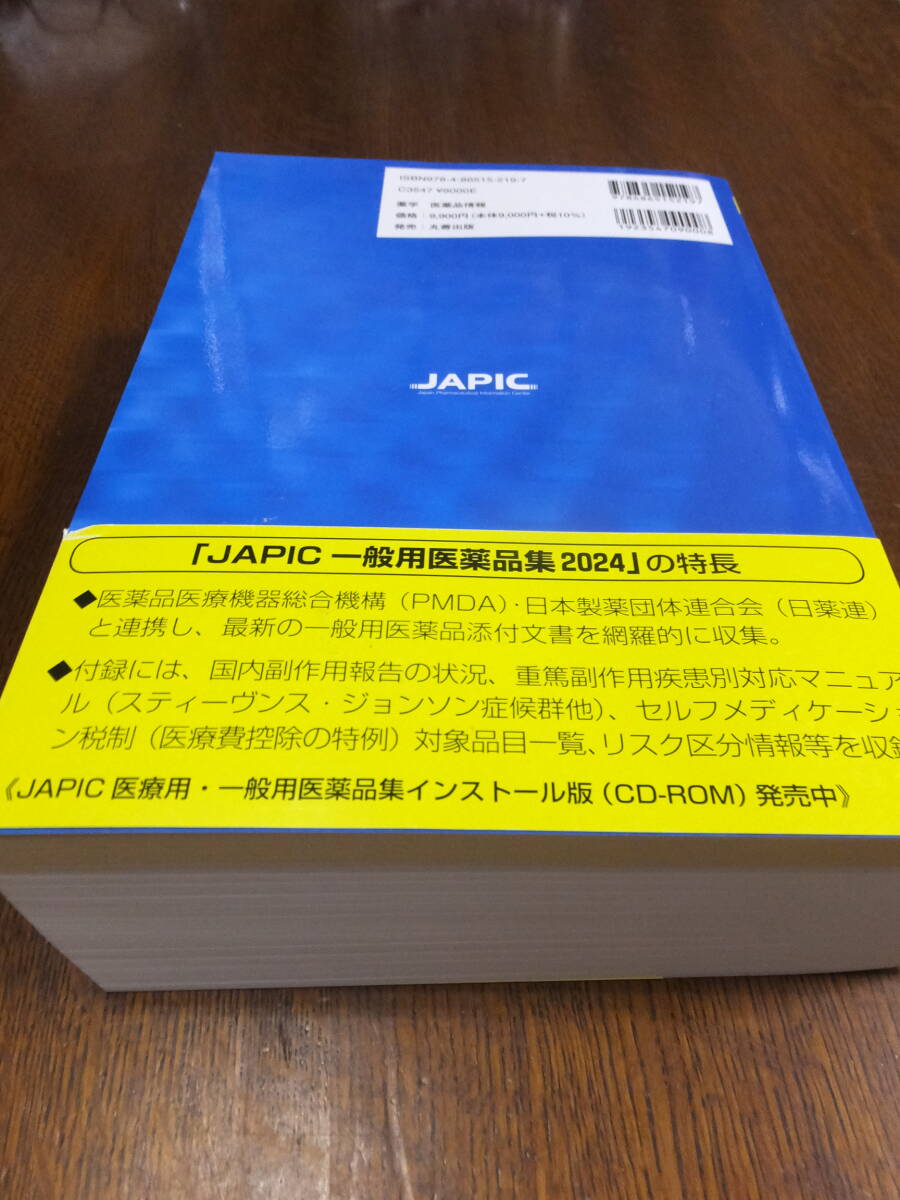 ISBN978-4-86515-219-7
C3547 ¥9000E
薬学 医薬品情報
価格:9,900円(本体9,000円+税10%)
発売:丸善出版
9784865152197
1923547090008
JAPIC
Japan Pharmaceutical Information Center
「JAPIC 一般用医薬品集 2024」の特長
◆医薬品医療機器総合機構(PMDA)・日本製薬団体連合会(日薬連)
と連携し、最新の一般用医薬品添付文書を網羅的に収集。
◆付録には、国内副作用報告の状況、重篤副作用疾患別対応マニュア
ル(スティーヴンス・ジョンソン症候群他)、セルフメディケーショ
ン税制(医療費控除の特例)対象品目一覧、リスク区分情報等を収録
《JAPIC 医療用・一般用医薬品集インストール版(CD-ROM)発売中》